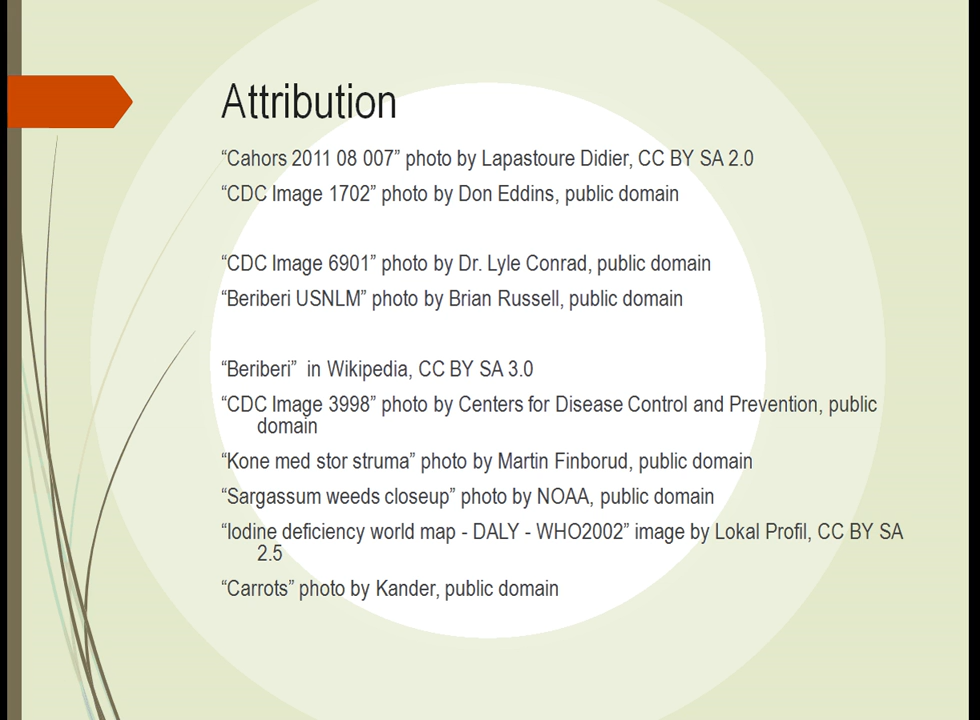 Attribution
“Cahors 2011 08 007” photo by Lapastoure Didier, CC BY SA 2.0
“CDC Image 1702” photo by Don Eddins, public domain
“CDC Image 6901” photo by Dr. Lyle Conrad, public domain
“Beriberi USNLM” photo by Brian Russell, public domain
“Beriberi”  in Wikipedia, CC BY SA 3.0
“CDC Image 3998” photo by Centers for Disease Control and Prevention, public
domain
“Kone med stor struma” photo by Martin Finborud, public domain
“Sargassum weeds closeup” photo by NOAA, public domain
“Iodine deficiency world map - DALY - WHO2002” image by Lokal Profil, CC BY SA
2.5
“Carrots” photo by Kander, public domain